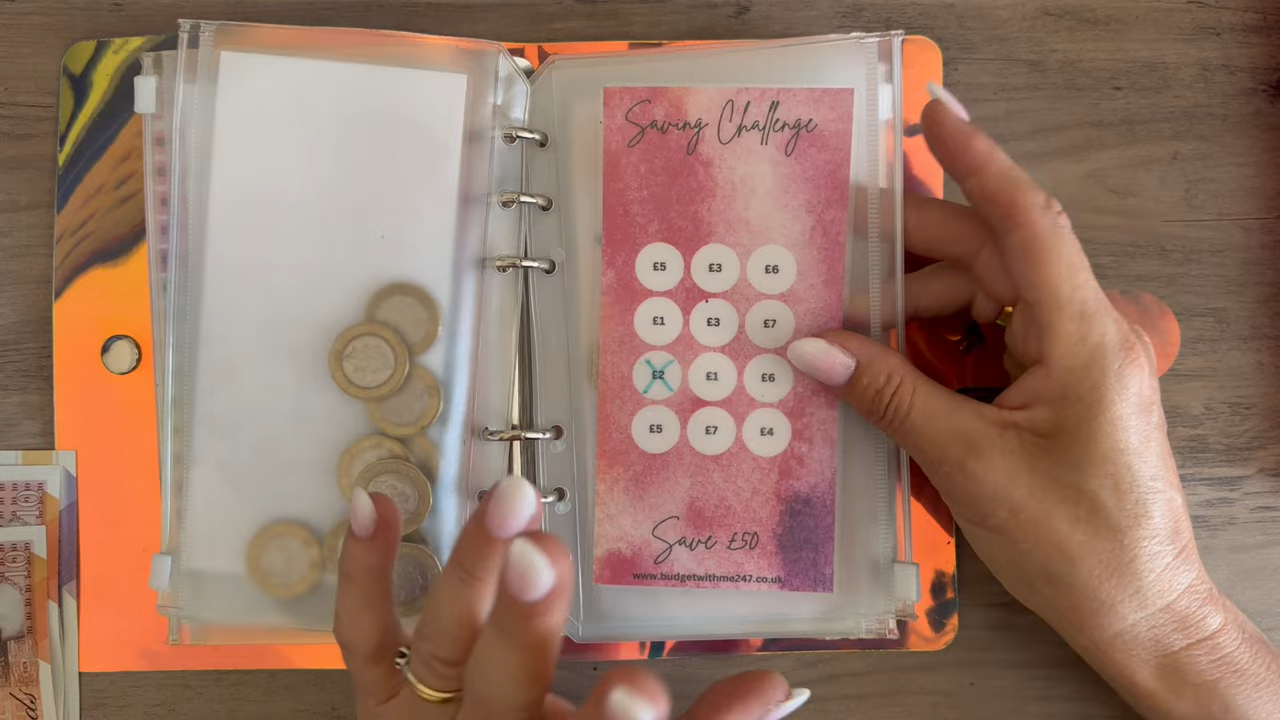 Saving Challenge
£5 £3 £6
£1 £3 £7
£2 £1 £6
£5 £7 £4
Save £50
www.budgetwithme247.co.uk